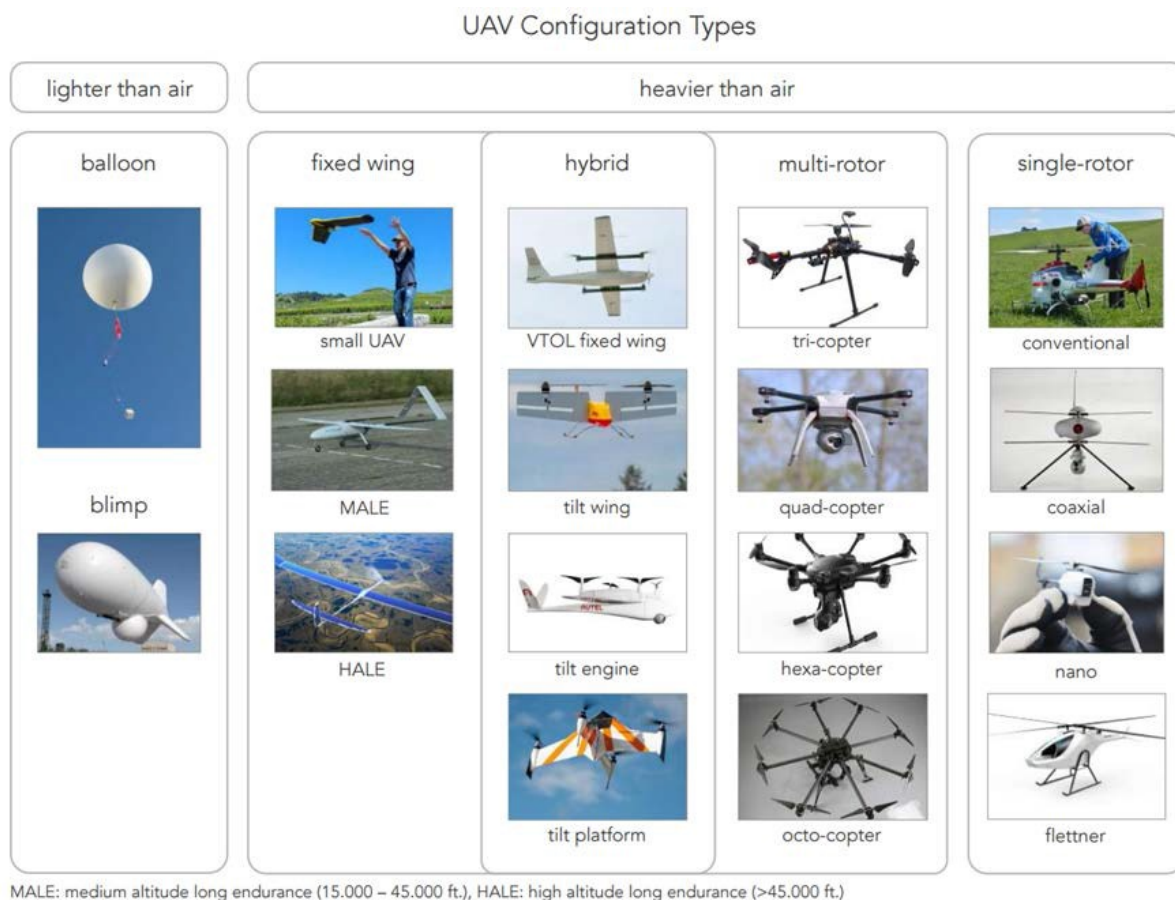 UAV Configuration Types
lighter than air
heavier than air
balloon
fixed wing
hybrid
multi-rotor
single-rotor
small UAV
VTOL fixed wing
tri-copter
conventional
MALE
tilt wing
quad-copter
coaxial
blimp
AUTEL
HALE
tilt engine
hexa-copter
nano
tilt platform
octo-copter
flettner
MALE: medium altitude long endurance (15.000 – 45.000 ft.), HALE: high altitude long endurance (>45.000 ft.)